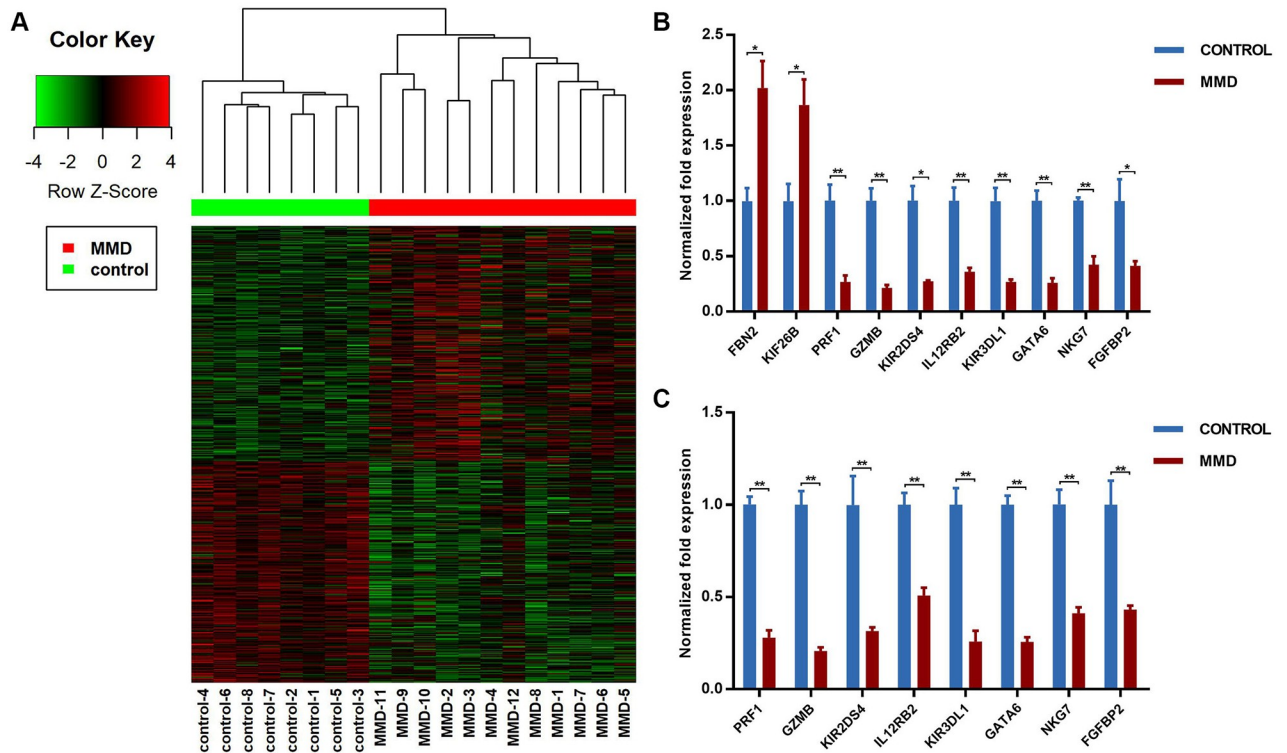 A
Color Key
-4 -2 0 2 4
Row Z-Score
MMD
control
control-4
control-6
control-8
control-7
control-2
control-1
control-5
control-3
MMD-11
MMD-9
MMD-10
MMD-2
MMD-3
MMD-4
MMD-12
MMD-8
MMD-1
MMD-7
MMD-6
MMD-5
B
Normalized fold expression
2.5
2.0
1.5
1.0
0.5
0.0
* * ** ** * ** ** ** ** *
FBN2
KIF26B
PRF1
GZMB
KIR2DS4
IL12RB2
KIR3DL1
GATA6
NKG7
FGFBP2
CONTROL
MMD
C
Normalized fold expression
1.5
1.0
0.5
0.0
** ** ** ** ** ** ** **
PRF1
GZMB
KIR2DS4
IL12RB2
KIR3DL1
GATA6
NKG7
FGFBP2
CONTROL
MMD